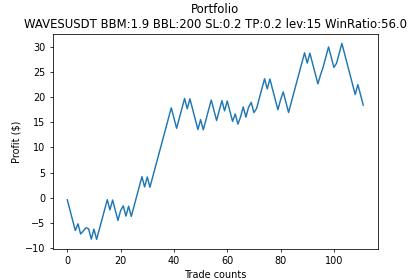 Portfolio
WAVESUSDT BBM:1.9 BBL:200 SL:0.2 TP:0.2 lev:15 WinRatio:56.0
30
25
20
15
10
5
0
−5
−10
Profit ($)
0 20 40 60 80 100
Trade counts